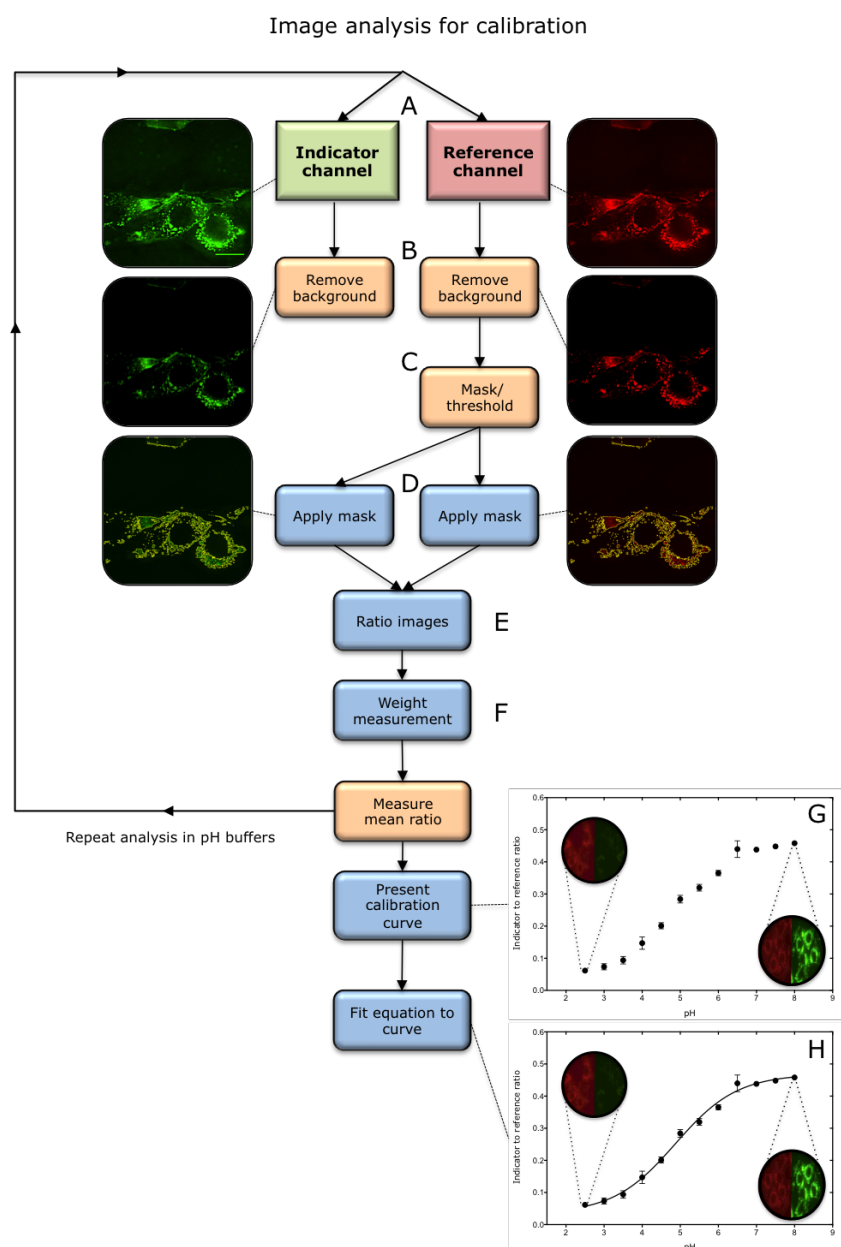 Image analysis for calibration
A
Indicator
channel
Reference
channel
B
Remove
background
Remove
background
C
Mask/
threshold
D
Apply mask
Apply mask
Ratio images
E
Weight
measurement
F
Measure
mean ratio
Repeat analysis in pH buffers
Present
calibration
curve
Fit equation to
curve
G
Indicator to reference ratio
0.6
0.5
0.4
0.3
0.2
0.1
0.0
2 3 4 5 6 7 8 9
pH
H
Indicator to reference ratio
0.6
0.5
0.4
0.3
0.2
0.1
0.0
2 3 4 5 6 7 8 9
pH